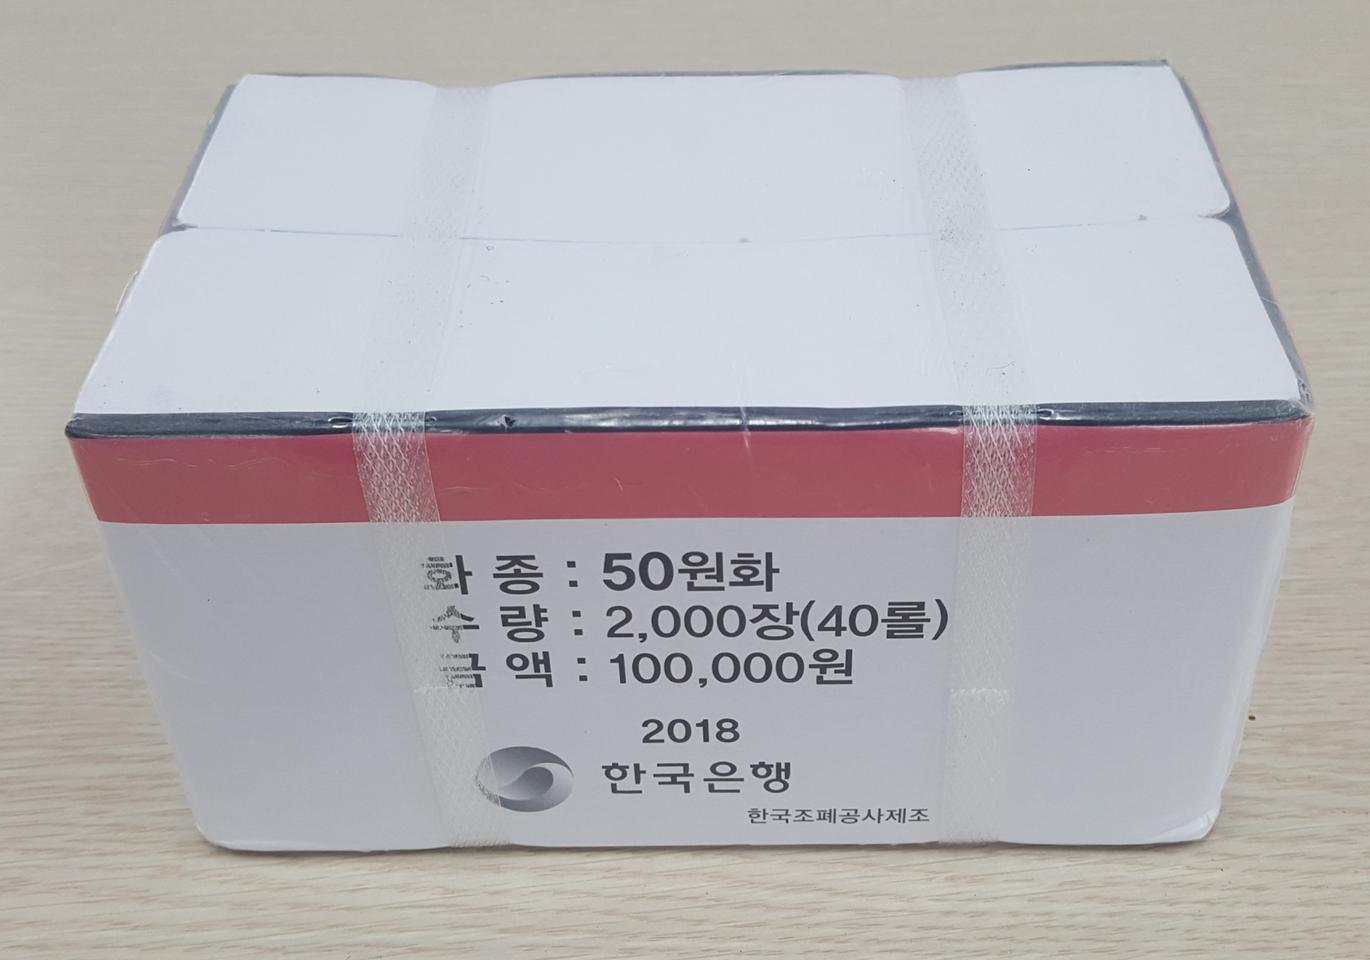 화 종 : 50원화
수 량 : 2,000장(40롤)
금 액 : 100,000원
2018
한국은행
한국조폐공사제조